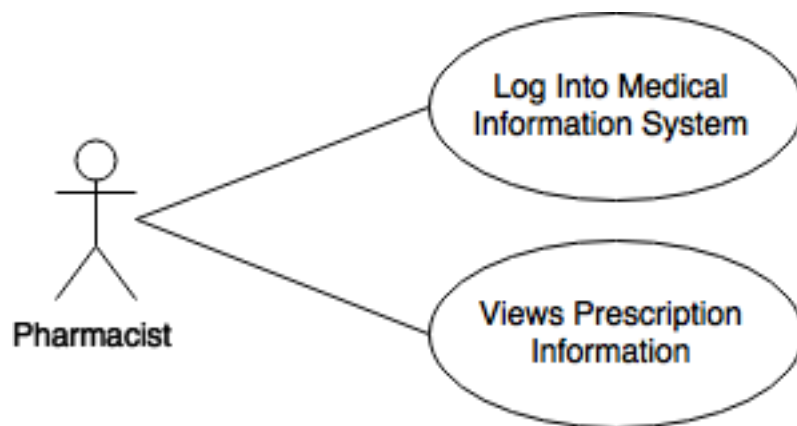 Log Into Medical
Information System
Pharmacist
Views Prescription
Information